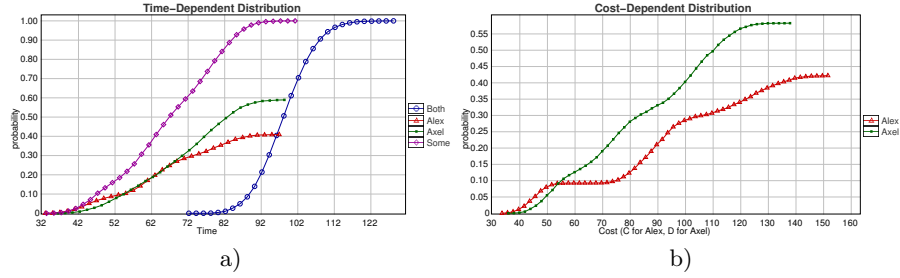 Time-Dependent Distribution
1.00
0.90
0.80
0.70
0.60
0.50
0.40
0.30
0.20
0.10
0
probability
32 42 52 62 72 82 92 102 112 122
Time
Both
Alex
Axel
Some
a)
Cost-Dependent Distribution
0.55
0.50
0.45
0.40
0.35
0.30
0.25
0.20
0.15
0.10
0.05
0
probability
30 40 50 60 70 80 90 100 110 120 130 140 150 160
Cost (C for Alex, D for Axel)
Alex
Axel
b)